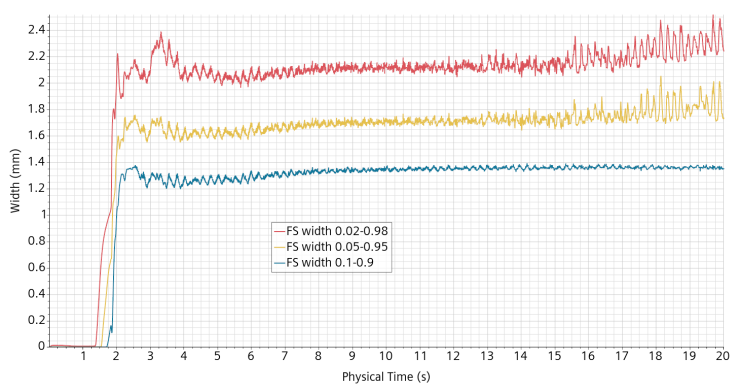 2.4
2.2
2
1.8
1.6
1.4
1.2
1
0.8
0.6
0.4
0.2
0
Width (mm)
FS width 0.02-0.98
FS width 0.05-0.95
FS width 0.1-0.9
1 2 3 4 5 6 7 8 9 10 11 12 13 14 15 16 17 18 19 20
Physical Time (s)